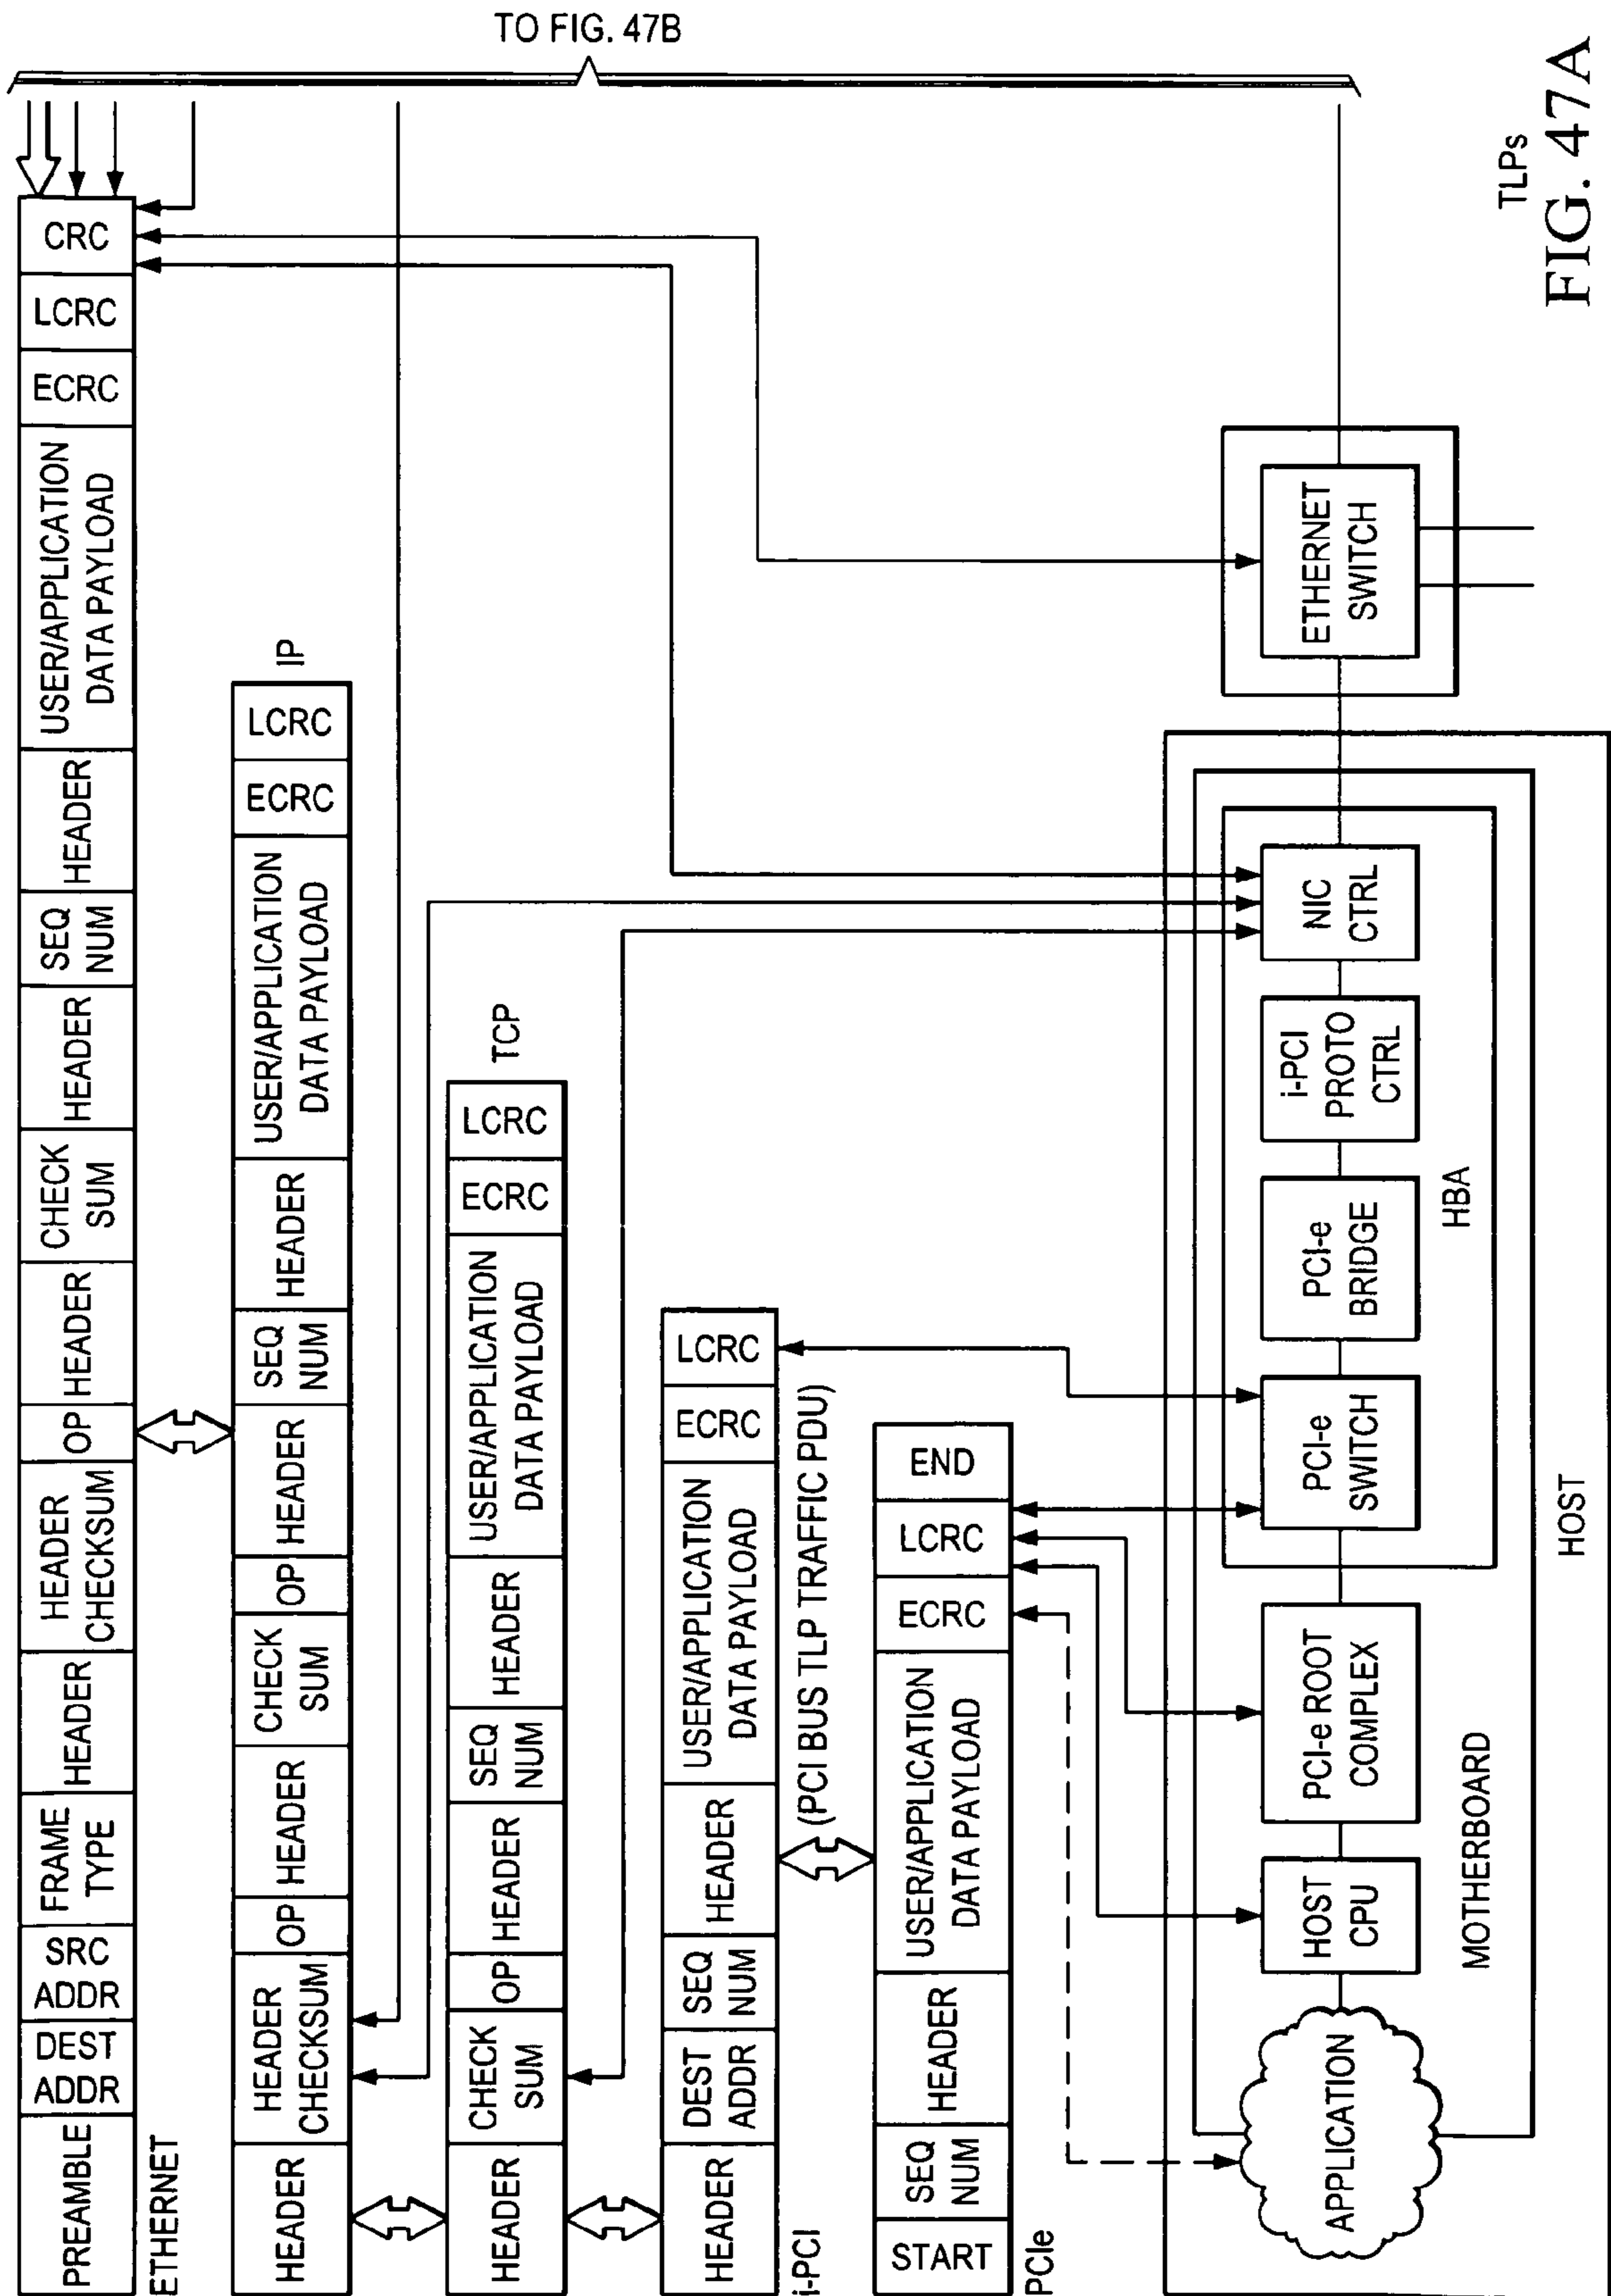 TO FIG. 47B
PREAMBLE
DEST
ADDR
SRC
ADDR
FRAME
TYPE
HEADER
HEADER
CHECKSUM
OP
HEADER
CHECK
SUM
HEADER
SEQ
NUM
HEADER
USER/APPLICATION
DATA PAYLOAD
ECRC
LCRC
CRC
ETHERNET
HEADER
HEADER
CHECKSUM
OP
HEADER
CHECK
SUM
OP
HEADER
SEQ
NUM
HEADER
USER/APPLICATION
DATA PAYLOAD
ECRC
LCRC
IP
HEADER
CHECK
SUM
OP
HEADER
SEQ
NUM
HEADER
USER/APPLICATION
DATA PAYLOAD
ECRC
LCRC
TCP
HEADER
DEST
ADDR
SEQ
NUM
HEADER
USER/APPLICATION
DATA PAYLOAD
ECRC
LCRC
i-PCI
(PCI BUS TLP TRAFFIC PDU)
START
SEQ
NUM
HEADER
USER/APPLICATION
DATA PAYLOAD
ECRC
LCRC
END
PCIe
APPLICATION
HOST
CPU
PCI-e ROOT
COMPLEX
PCI-e
SWITCH
PCI-e
BRIDGE
i-PCI
PROTO
CTRL
NIC
CTRL
ETHERNET
SWITCH
HBA
MOTHERBOARD
HOST
TLPs
FIG. 47A